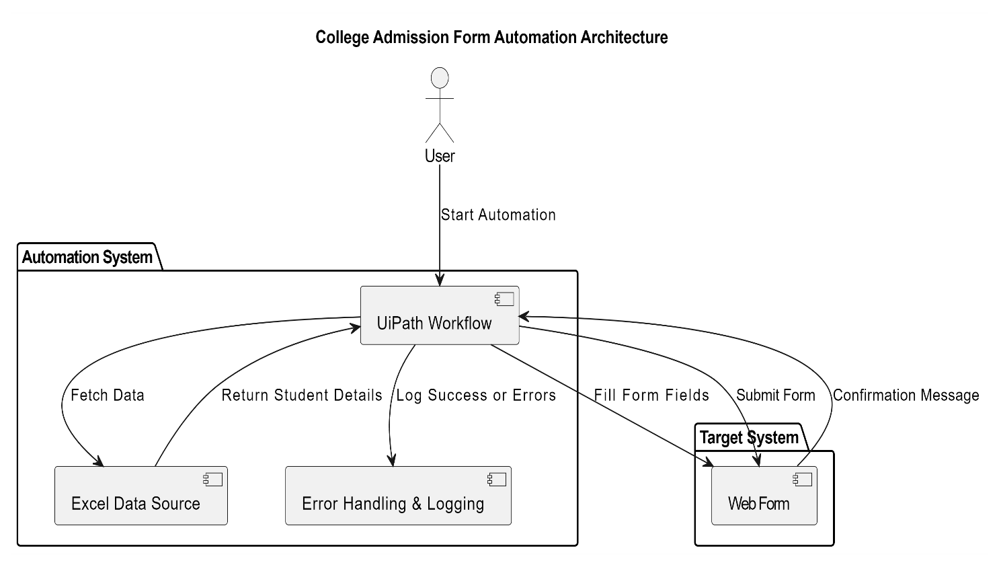 College Admission Form Automation Architecture
User
Start Automation
Automation System
UiPath Workflow
Fetch Data
Return Student Details
Log Success or Errors
Fill Form Fields
Submit Form
Confirmation Message
Target System
Excel Data Source
Error Handling & Logging
Web Form